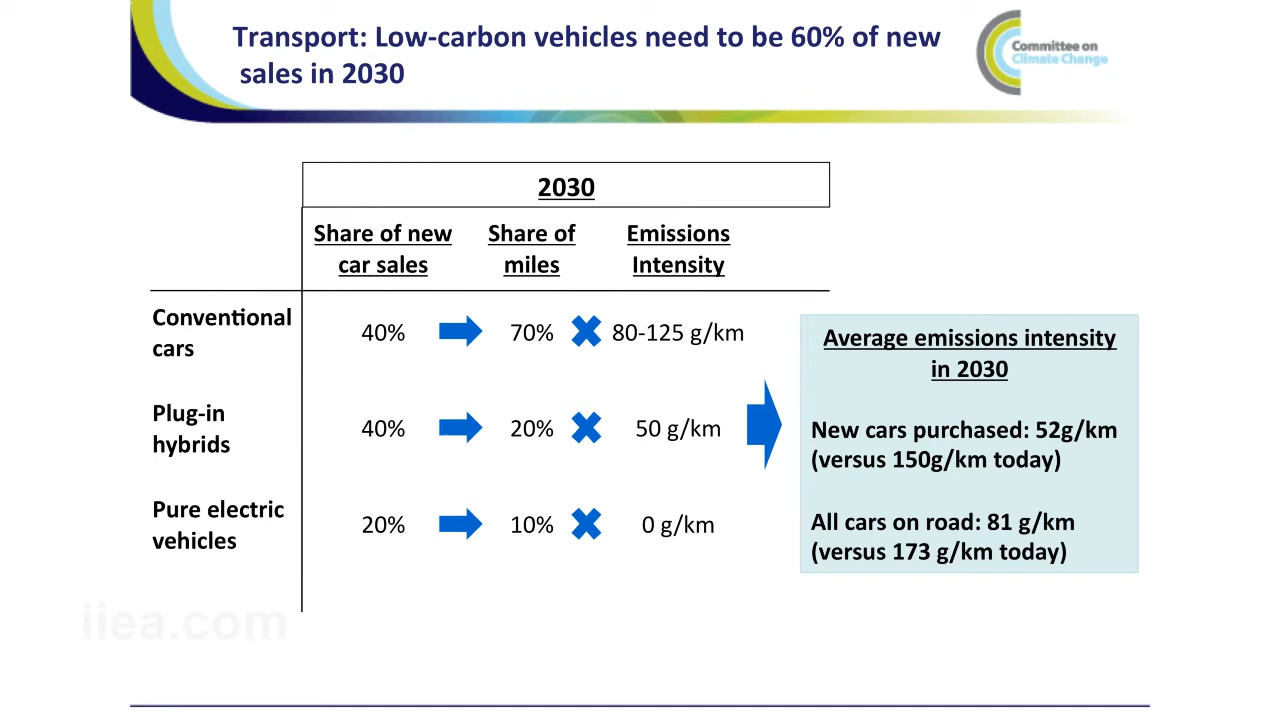 Transport: Low-carbon vehicles need to be 60% of new
sales in 2030
Committee on
Climate Change
2030
Share of new
car sales
Share of
miles
Emissions
Intensity
Conventional
cars
40%
70%
80-125 g/km
Plug-in
hybrids
40%
20%
50 g/km
Pure electric
vehicles
20%
10%
0 g/km
Average emissions intensity
in 2030
New cars purchased: 52g/km
(versus 150g/km today)
All cars on road: 81 g/km
(versus 173 g/km today)
iiea.com